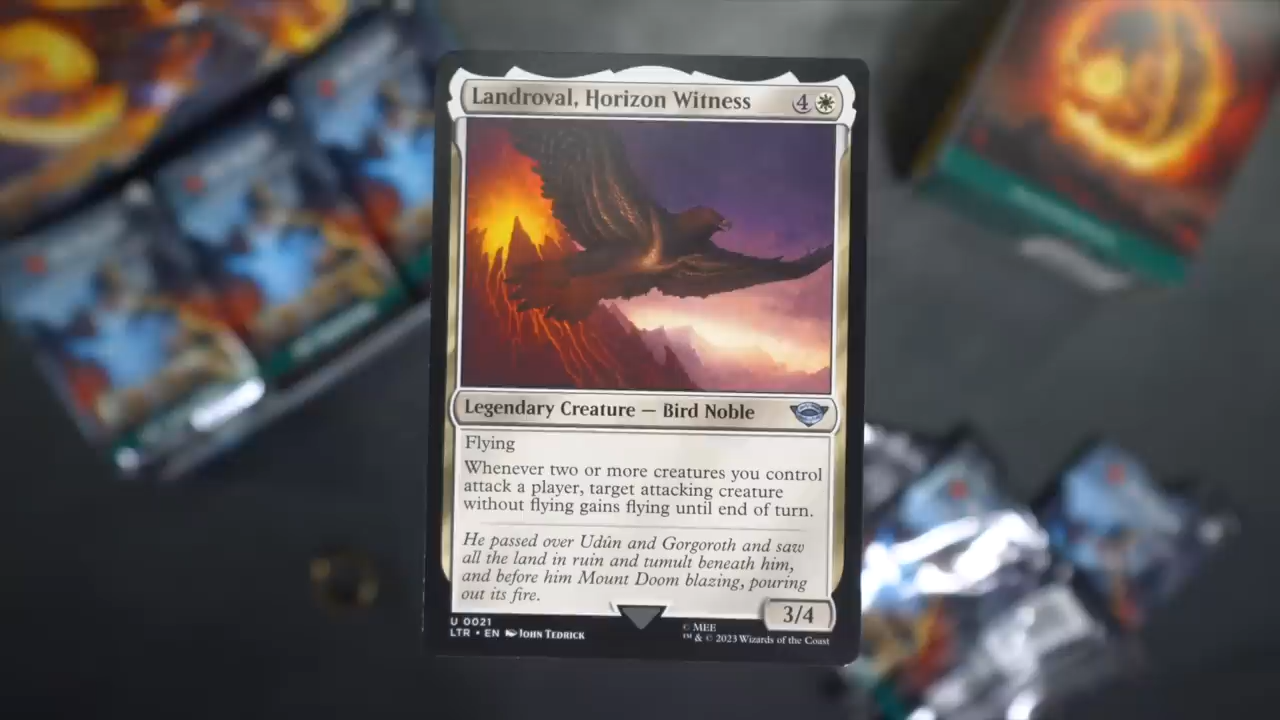 Landroval, Horizon Witness 4
Legendary Creature — Bird Noble
Flying
Whenever two or more creatures you control
attack a player, target attacking creature
without flying gains flying until end of turn.
He passed over Udûn and Gorgoroth and saw
all the land in ruin and tumult beneath him,
and before him Mount Doom blazing, pouring
out its fire.
3/4
U 0021
LTR • EN JOHN TEDRICK
© MEE
™ & © 2023 Wizards of the Coast